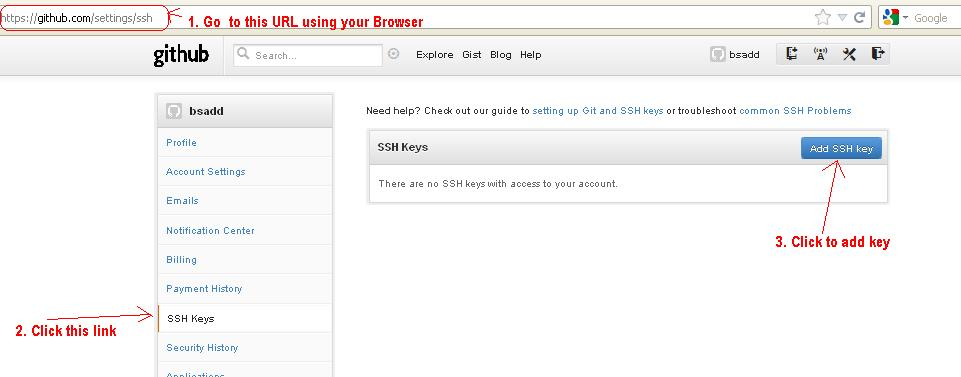 https://github.com/settings/ssh
1. Go to this URL using your Browser
Google
github
Search...
Explore Gist Blog Help
bsadd
bsadd
Need help? Check out our guide to setting up Git and SSH keys or troubleshoot common SSH Problems
Profile
Account Settings
Emails
Notification Center
Billing
Payment History
SSH Keys
Security History
Applications
SSH Keys
Add SSH key
There are no SSH keys with access to your account.
3. Click to add key
2. Click this link